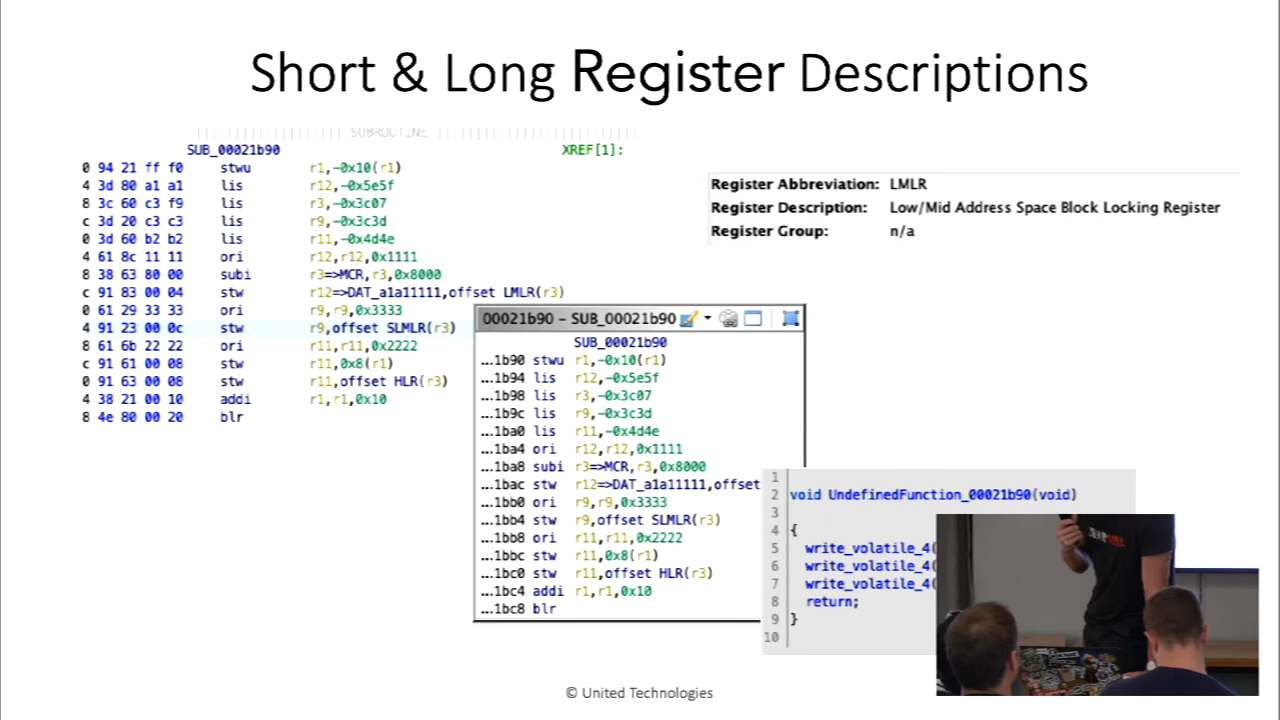 Short & Long Register Descriptions
SUBROUTINE
SUB_00021b90 XREF[1]:
0 94 21 ff f0 stwu r1,-0x10(r1)
4 3d 80 a1 a1 lis r12,-0x5e5f
8 3c 60 c3 f9 lis r3,-0x3c07
c 3d 20 c3 c3 lis r9,-0x3c3d
0 3d 60 b2 b2 lis r11,-0x4d4e
4 61 8c 11 11 ori r12,r12,0x1111
8 38 63 80 00 subi r3=>MCR,r3,0x8000
c 91 83 00 04 stw r12=>DAT_a1a11111,offset LMLR(r3)
0 61 29 33 33 ori r9,r9,0x3333
4 91 23 00 0c stw r9,offset SLMLR(r3)
8 61 6b 22 22 ori r11,r11,0x2222
c 91 61 00 08 stw r11,0x8(r1)
0 91 63 00 08 stw r11,offset HLR(r3)
4 38 21 00 10 addi r1,r1,0x10
8 4e 80 00 20 blr
Register Abbreviation: LMLR
Register Description: Low/Mid Address Space Block Locking Register
Register Group: n/a
00021b90 – SUB_00021b90
SUB_00021b90
...1b90 stwu r1,-0x10(r1)
...1b94 lis r12,-0x5e5f
...1b98 lis r3,-0x3c07
...1b9c lis r9,-0x3c3d
...1ba0 lis r11,-0x4d4e
...1ba4 ori r12,r12,0x1111
...1ba8 subi r3=>MCR,r3,0x8000
...1bac stw r12=>DAT_a1a11111,offset
...1bb0 ori r9,r9,0x3333
...1bb4 stw r9,offset SLMLR(r3)
...1bb8 ori r11,r11,0x2222
...1bbc stw r11,0x8(r1)
...1bc0 stw r11,offset HLR(r3)
...1bc4 addi r1,r1,0x10
...1bc8 blr
1
2 void UndefinedFunction_00021b90(void)
3
4 {
5 write_volatile_4(
6 write_volatile_4(
7 write_volatile_4(
8 return;
9 }
10
© United Technologies